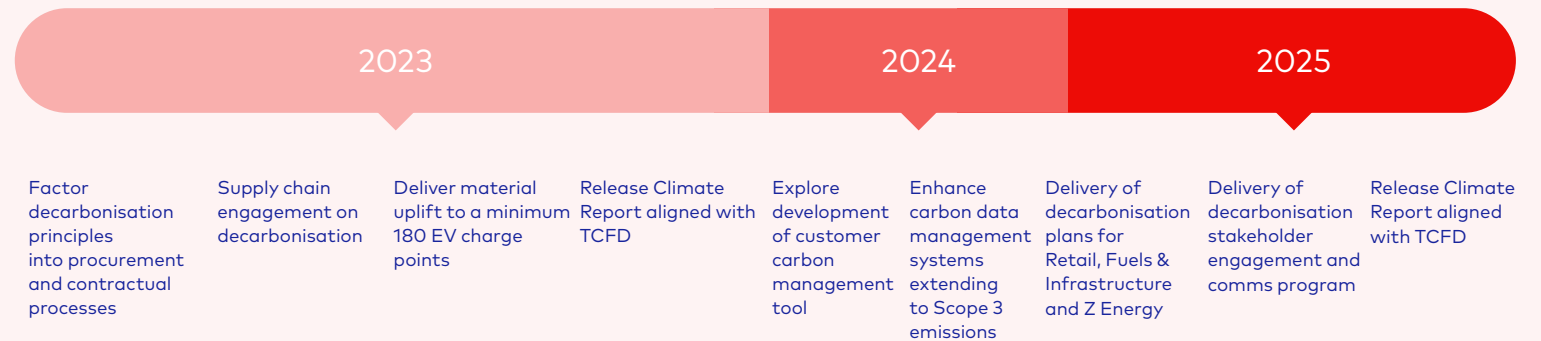 2023
2024
2025
Factor
decarbonisation
principles
into procurement
and contractual
processes
Supply chain
engagement on
decarbonisation
Deliver material
uplift to a minimum
180 EV charge
points
Release Climate
Report aligned with
TCFD
Explore
development
of customer
carbon
management
tool
Enhance
carbon data
management
systems
extending
to Scope 3
emissions
Delivery of
decarbonisation
plans for
Retail, Fuels &
Infrastructure
and Z Energy
Delivery of
decarbonisation
stakeholder
engagement and
comms program
Release Climate
Report aligned
with TCFD